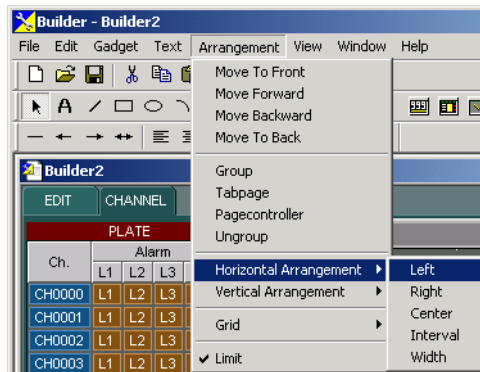 Builder - Builder2
File Edit Gadget Text Arrangement View Window Help
A
Move To Front
Move Forward
Move Backward
Move To Back
Group
Tabpage
Pagecontroller
Ungroup
Horizontal Arrangement
Vertical Arrangement
Grid
Limit
Left
Right
Center
Interval
Width
Builder2
EDIT CHANNEL
PLATE
Ch. Alarm
L1 L2 L3
CH0000 L1 L2 L3
CH0001 L1 L2 L3
CH0002 L1 L2 L3
CH0003 L1 L2 L3